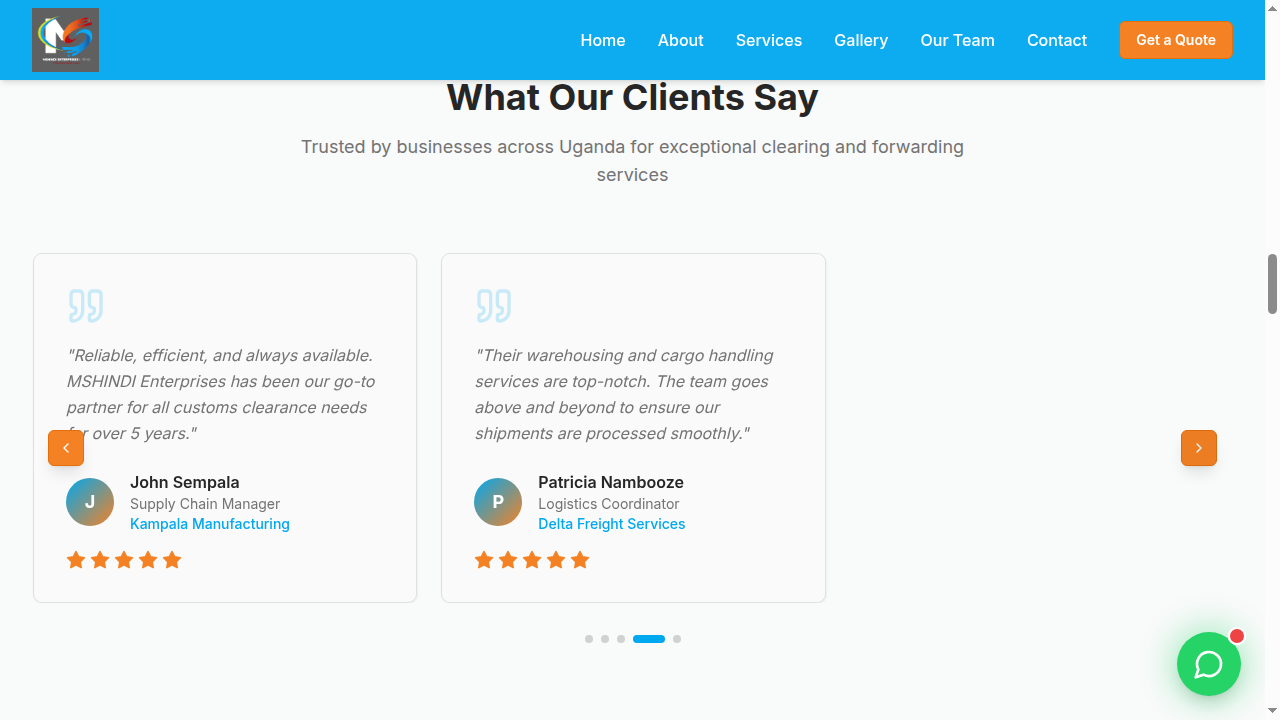 Home About Services Gallery Our Team Contact Get a Quote
What Our Clients Say
Trusted by businesses across Uganda for exceptional clearing and forwarding
services
"Reliable, efficient, and always available.
MSHINDI Enterprises has been our go-to
partner for all customs clearance needs
for over 5 years."
J
John Sempala
Supply Chain Manager
Kampala Manufacturing
"Their warehousing and cargo handling
services are top-notch. The team goes
above and beyond to ensure our
shipments are processed smoothly."
P
Patricia Nambooze
Logistics Coordinator
Delta Freight Services